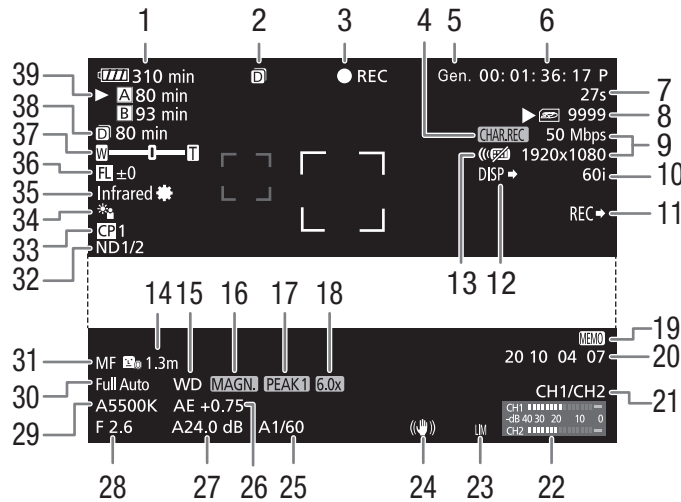 1 2 3 4 5 6
310 min D REC Gen. 00: 01: 36: 17 P
39 A 80 min 27s 7
B 93 min 9999 8
38 D 80 min CHAR.REC 50 Mbps 9
37 W T 1920x1080
36 FL ±0 DISP 60i 10
35 Infrared
34 REC 11
33 CP 1
32 ND1/2 13 12
14 15 16 17 18
MEMO 19
31 MF 1.3m 20 10 04 07 20
30 Full Auto WD MAGN. PEAK1 6.0x
29 A5500K AE +0.75 CH1/CH2 21
CH1
-dB 40 30 20 10 0
F 2.6 A24.0 dB A1/60 LIM CH2
28 27 26 25 24 23 22